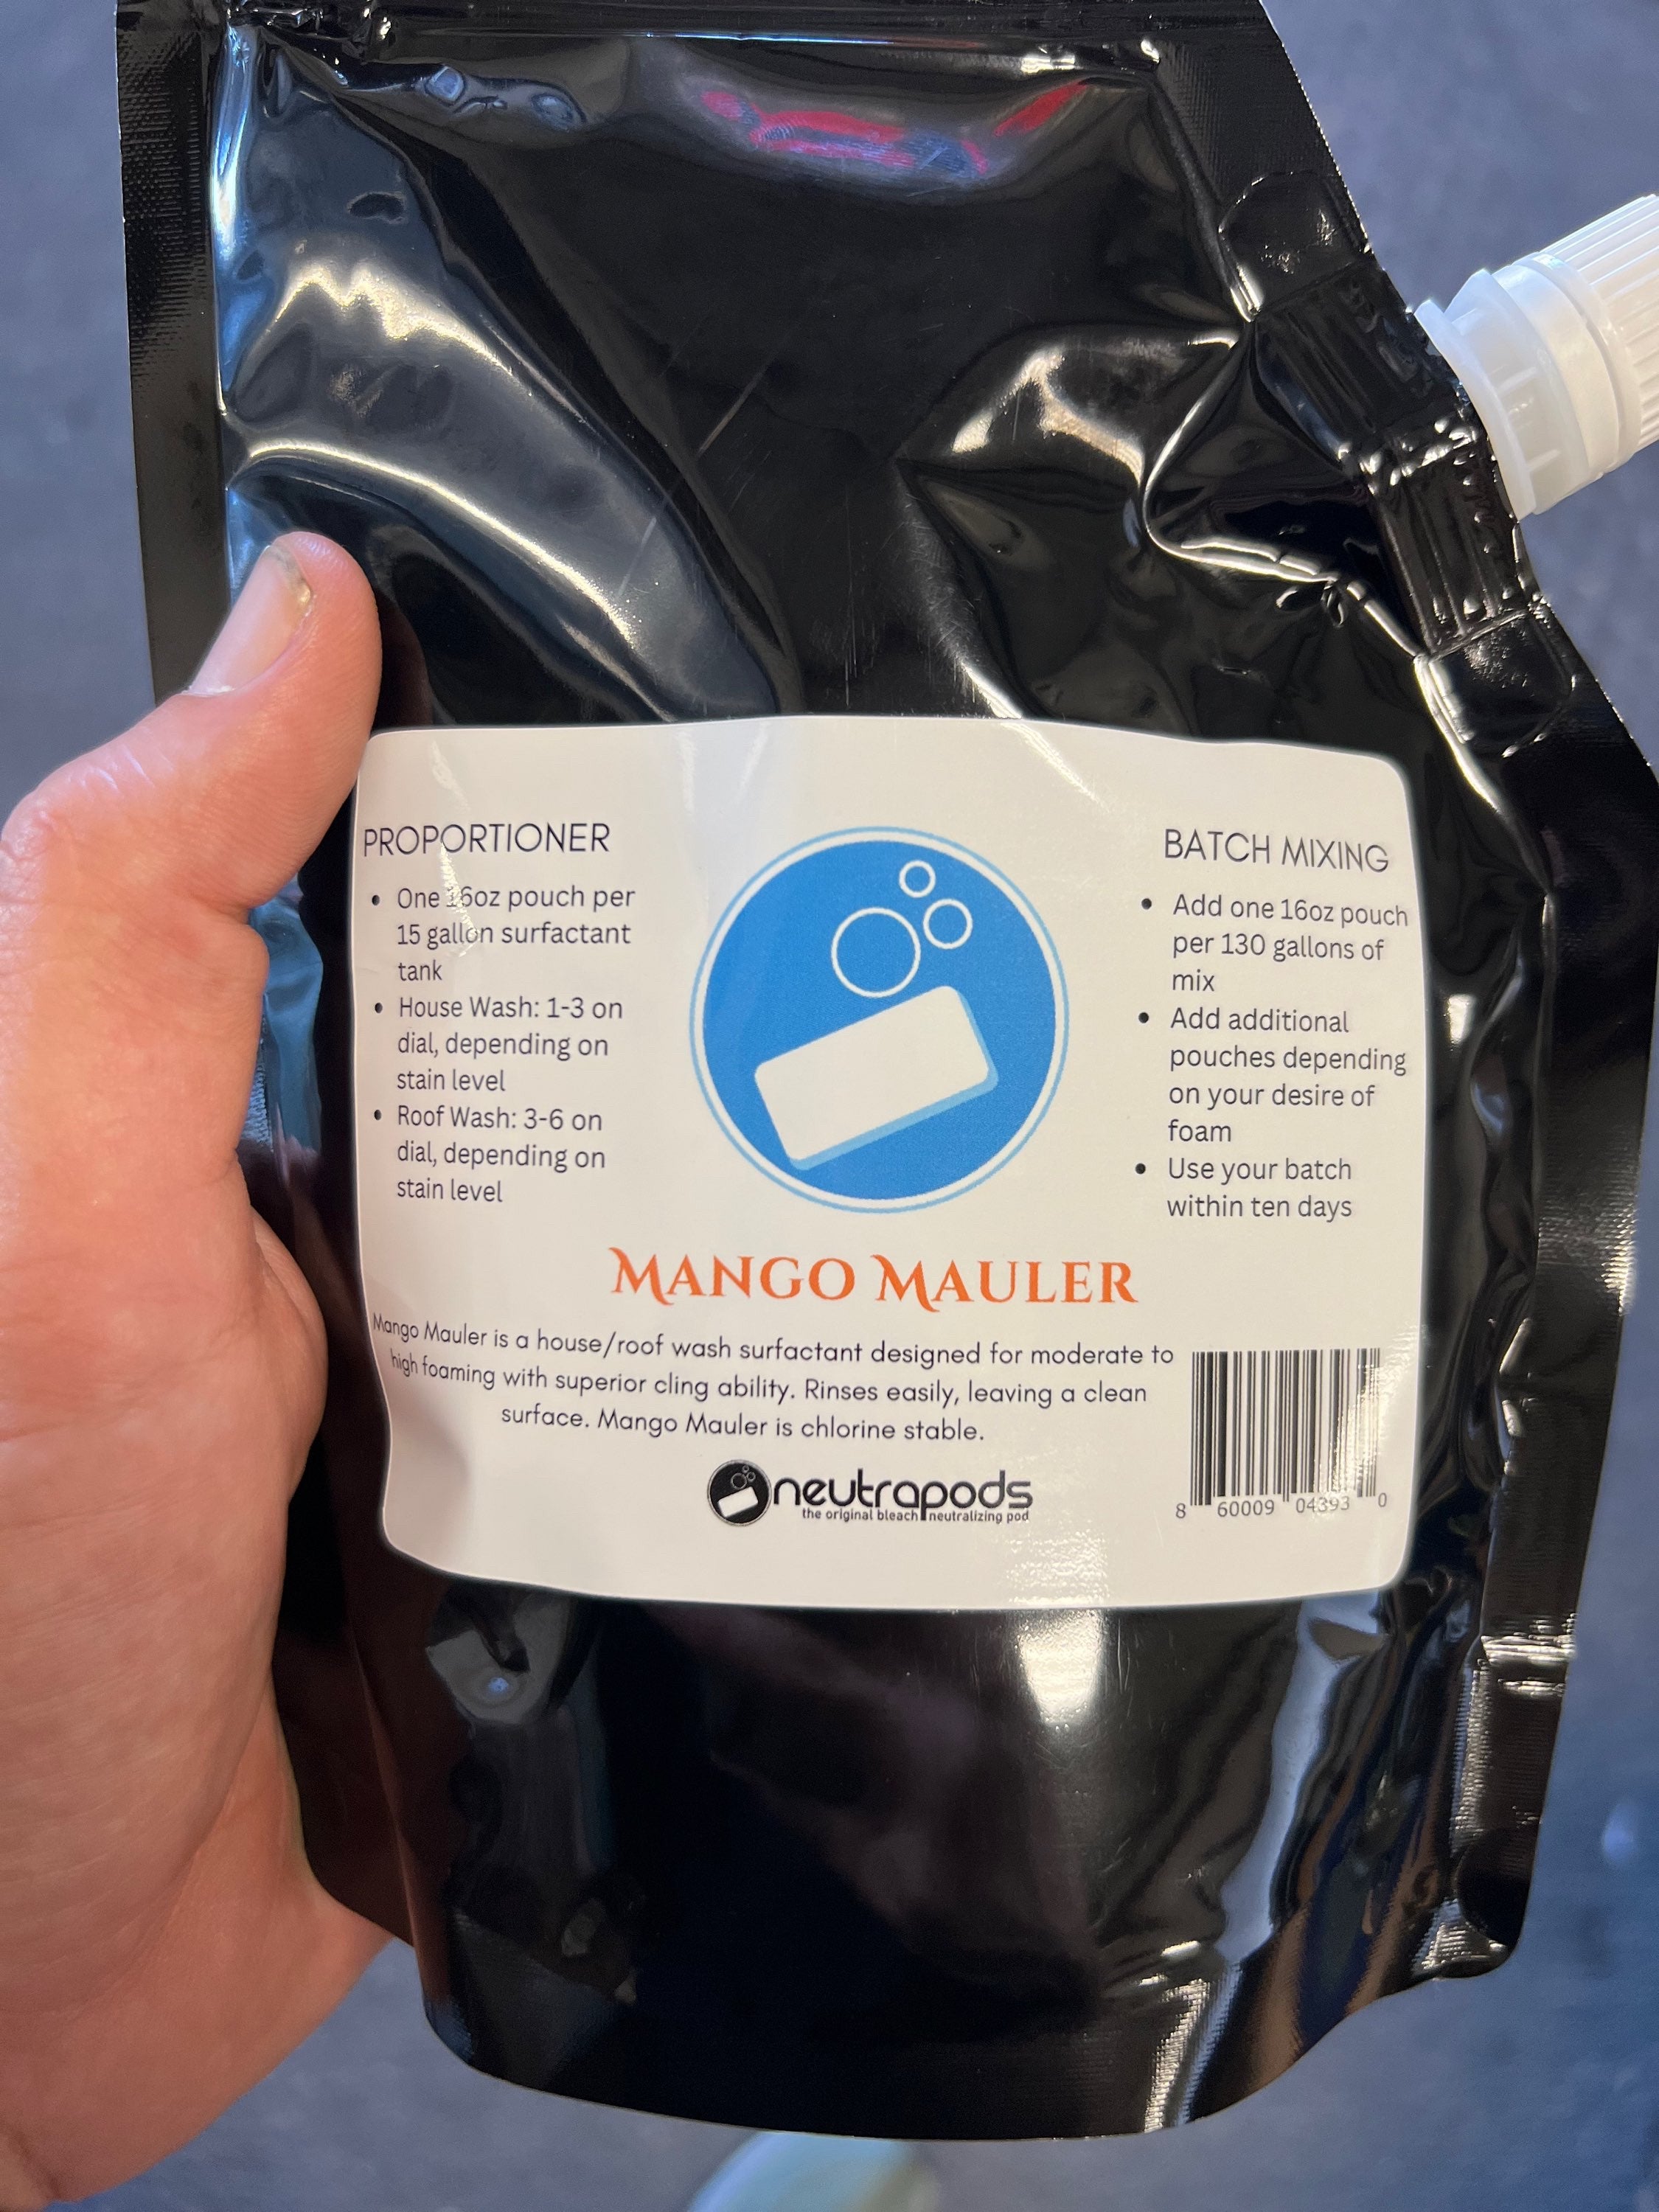 PROPORTIONER
• One 16oz pouch per
15 gallon surfactant
tank
• House Wash: 1-3 on
dial, depending on
stain level
• Roof Wash: 3-6 on
dial, depending on
stain level
BATCH MIXING
• Add one 16oz pouch
per 130 gallons of
mix
• Add additional
pouches depending
on your desire of
foam
• Use your batch
within ten days
MANGO MAULER
Mango Mauler is a house/roof wash surfactant designed for moderate to
high foaming with superior cling ability. Rinses easily, leaving a clean
surface. Mango Mauler is chlorine stable.
neutrapods
the original bleach neutralizing pod
8 60009 04393 0